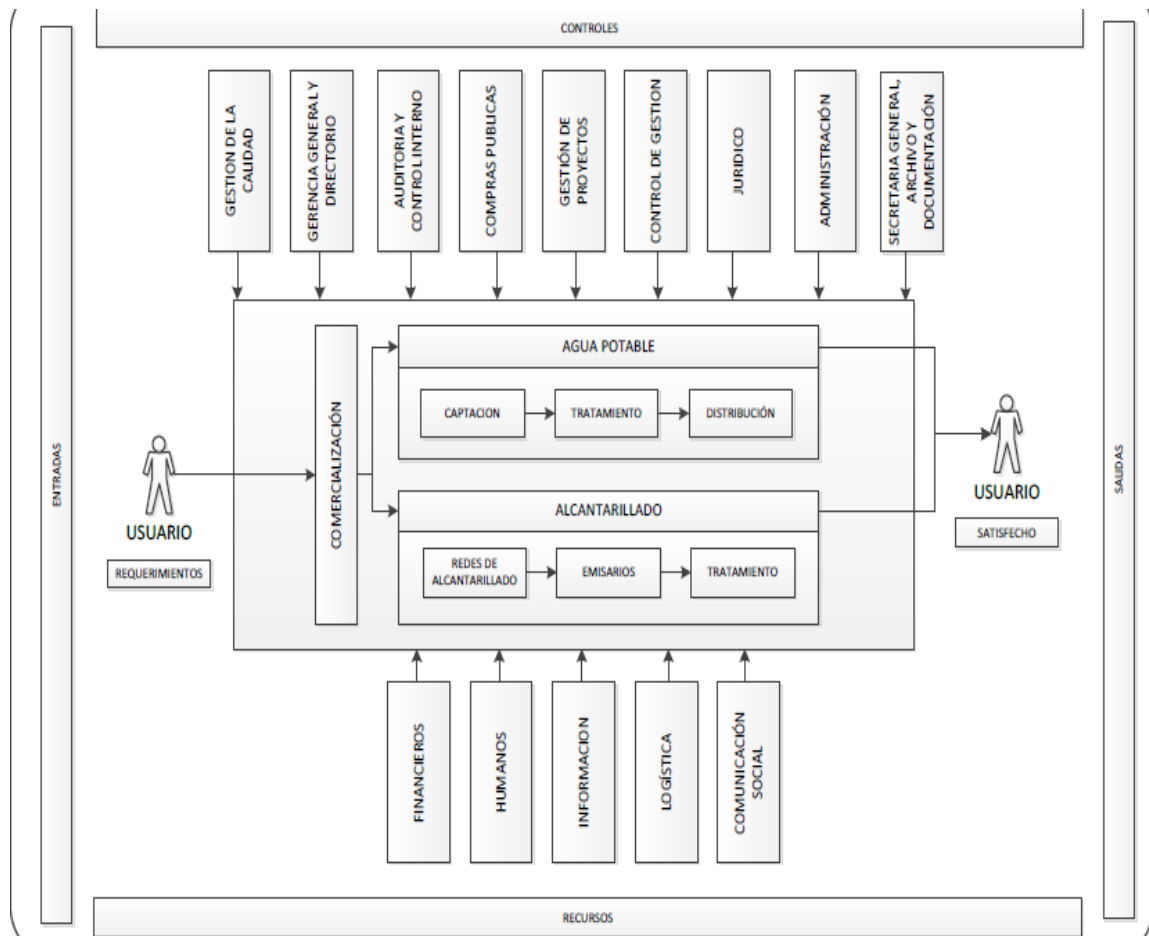 CONTROLES
ENTRADAS
SALIDAS
GESTION DE LA
CALIDAD
GERENCIA GENERAL Y
DIRECTORIO
AUDITORIA Y
CONTROL INTERNO
COMPRAS PUBLICAS
GESTIÓN DE
PROYECTOS
CONTROL DE GESTION
JURIDICO
ADMINISTRACIÓN
SECRETARIA GENERAL,
ARCHIVO Y
DOCUMENTACIÓN
USUARIO
REQUERIMIENTOS
COMERCIALIZACIÓN
AGUA POTABLE
CAPTACION
TRATAMIENTO
DISTRIBUCIÓN
ALCANTARILLADO
REDES DE
ALCANTARILLADO
EMISARIOS
TRATAMIENTO
USUARIO
SATISFECHO
FINANCIEROS
HUMANOS
INFORMACION
LOGÍSTICA
COMUNICACIÓN
SOCIAL
RECURSOS